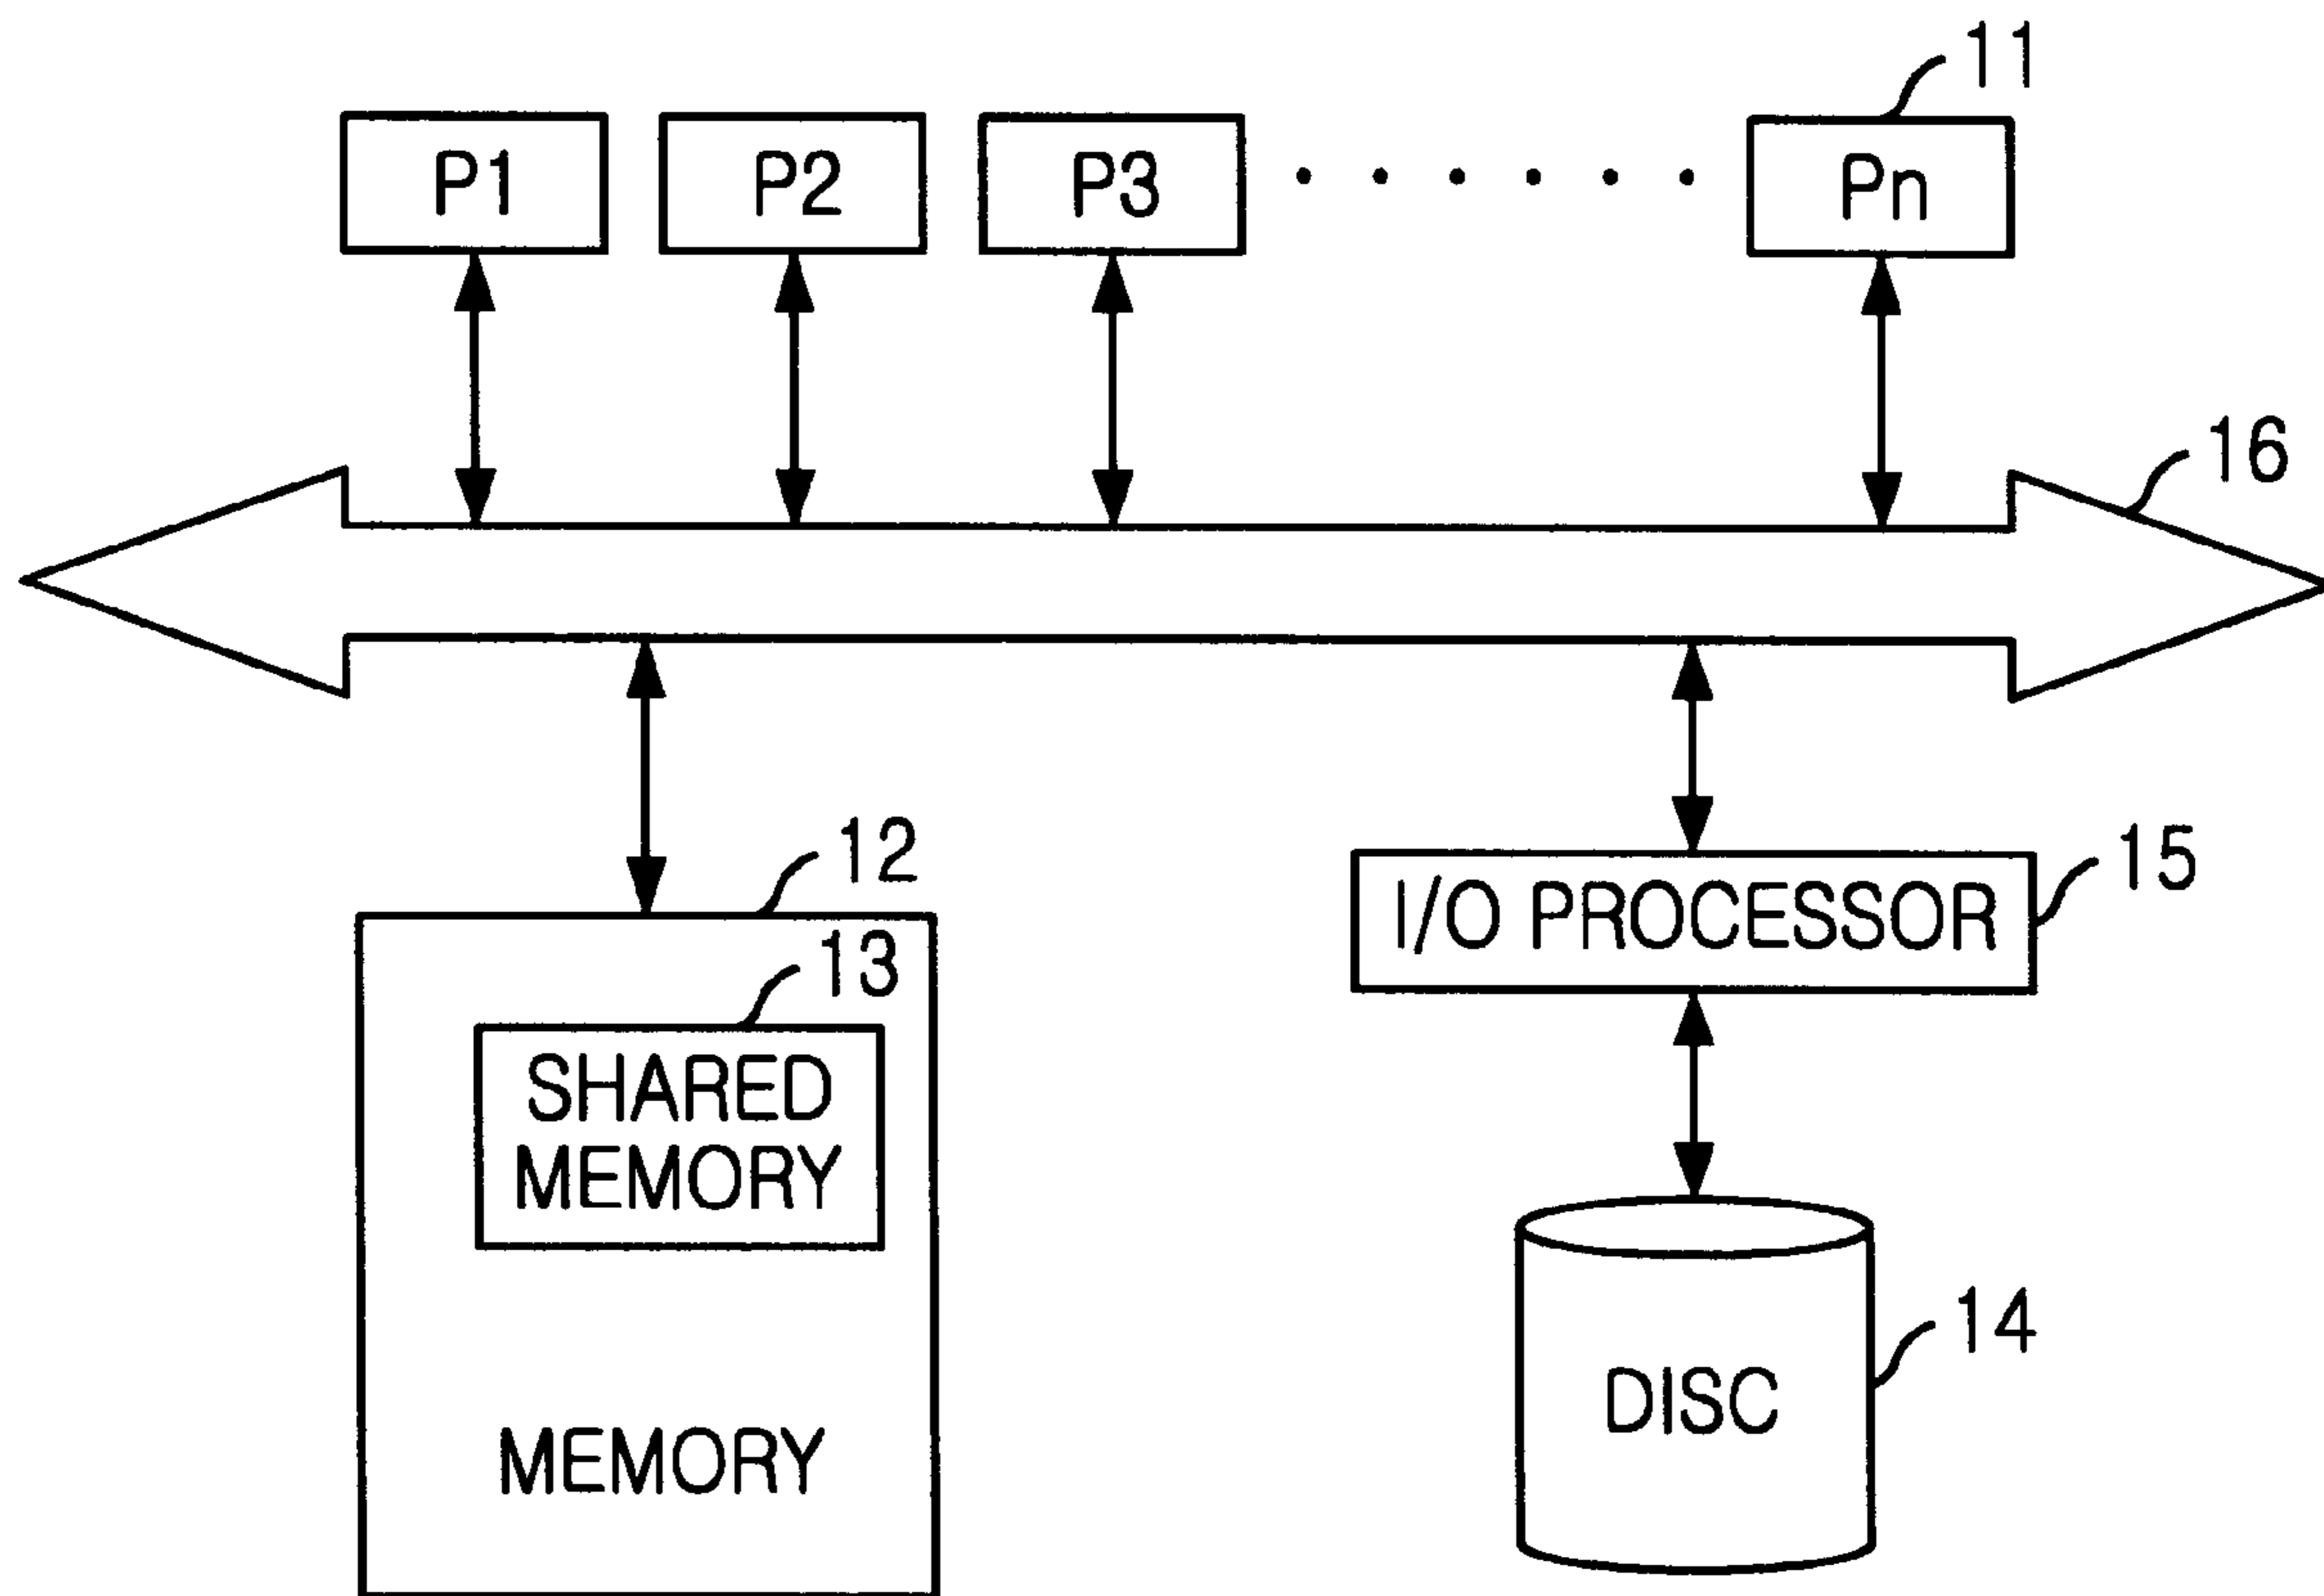 11
P1 P2 P3 . . . . . . Pn
16
12
13
SHARED
MEMORY
MEMORY
I/O PROCESSOR
15
14
DISC